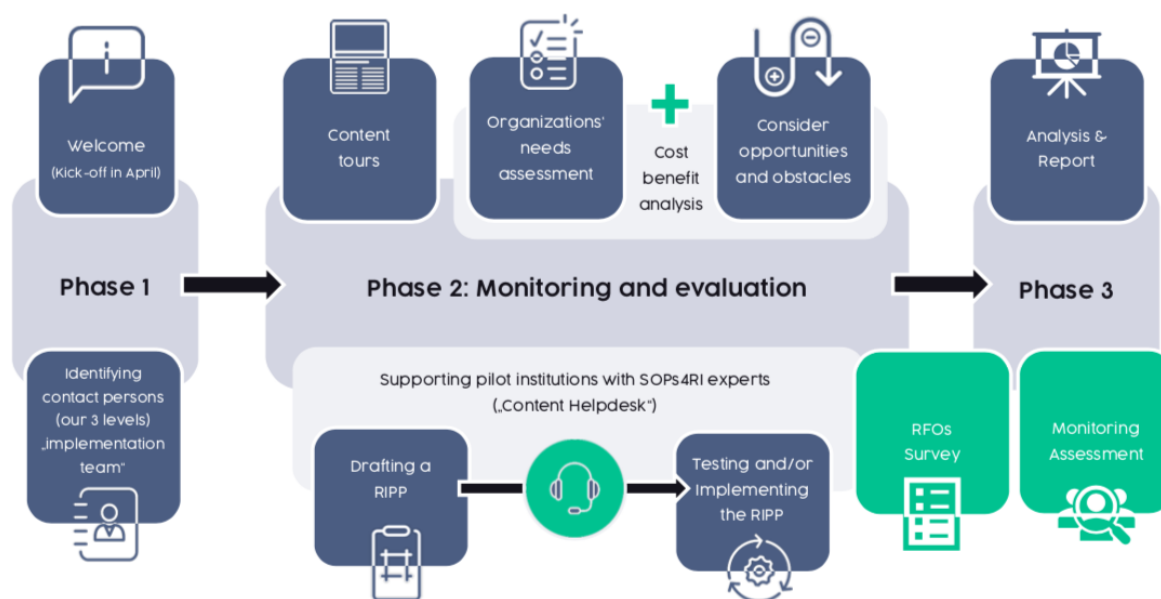 Welcome
(Kick-off in April)
Content
tours
Organizations'
needs
assessment
Cost
benefit
analysis
Consider
opportunities
and obstacles
Analysis &
Report
Phase 1
Phase 2: Monitoring and evaluation
Phase 3
Identifying
contact persons
(our 3 levels)
„implementation
team“
Supporting pilot institutions with SOPs4RI experts
(„Content Helpdesk“)
Drafting a
RIPP
Testing and/or
Implementing
the RIPP
RFOs
Survey
Monitoring
Assessment